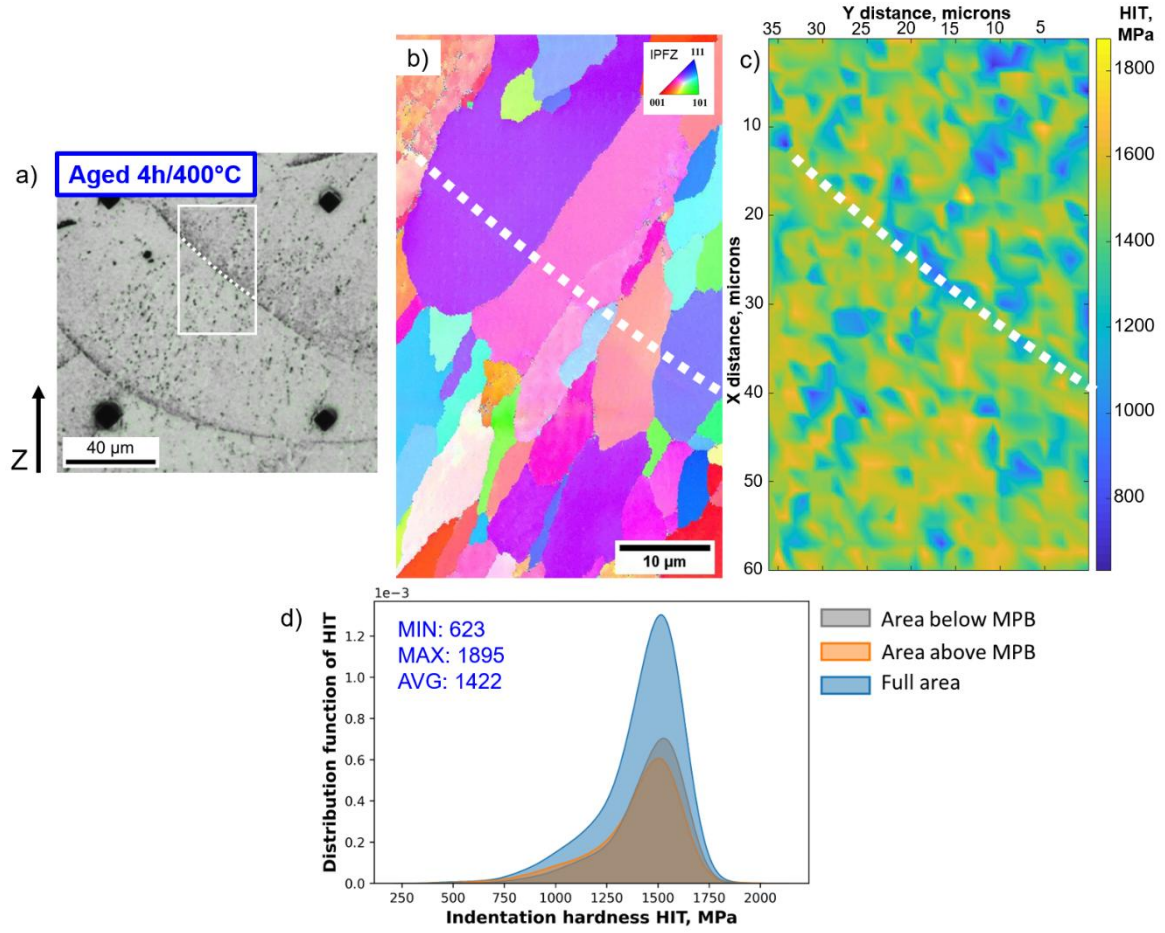 a)
Aged 4h/400°C
Z
40 µm
b)
IPFZ
111
001
101
10 µm
c)
Y distance, microns
35 30 25 20 15 10 5
X distance, microns
10
20
30
40
50
60
HIT,
MPa
1800
1600
1400
1200
1000
800
d)
1e−3
Distribution function of HIT
1.2
1.0
0.8
0.6
0.4
0.2
0.0
MIN: 623
MAX: 1895
AVG: 1422
250 500 750 1000 1250 1500 1750 2000
Indentation hardness HIT, MPa
Area below MPB
Area above MPB
Full area